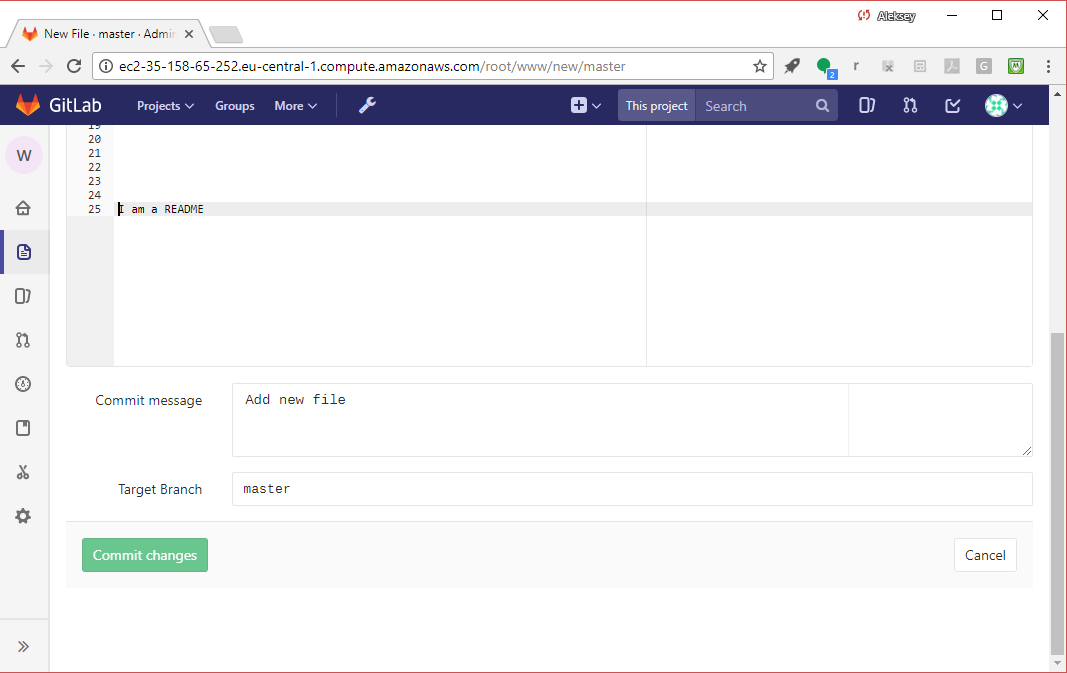 Aleksey
New File · master · Admin
ec2-35-158-65-252.eu-central-1.compute.amazonaws.com/root/www/new/master
2
r
G
GitLab
Projects
Groups
More
This project
Search
W
19
20
21
22
23
24
25 I am a README
Commit message
Add new file
Target Branch
master
Commit changes
Cancel